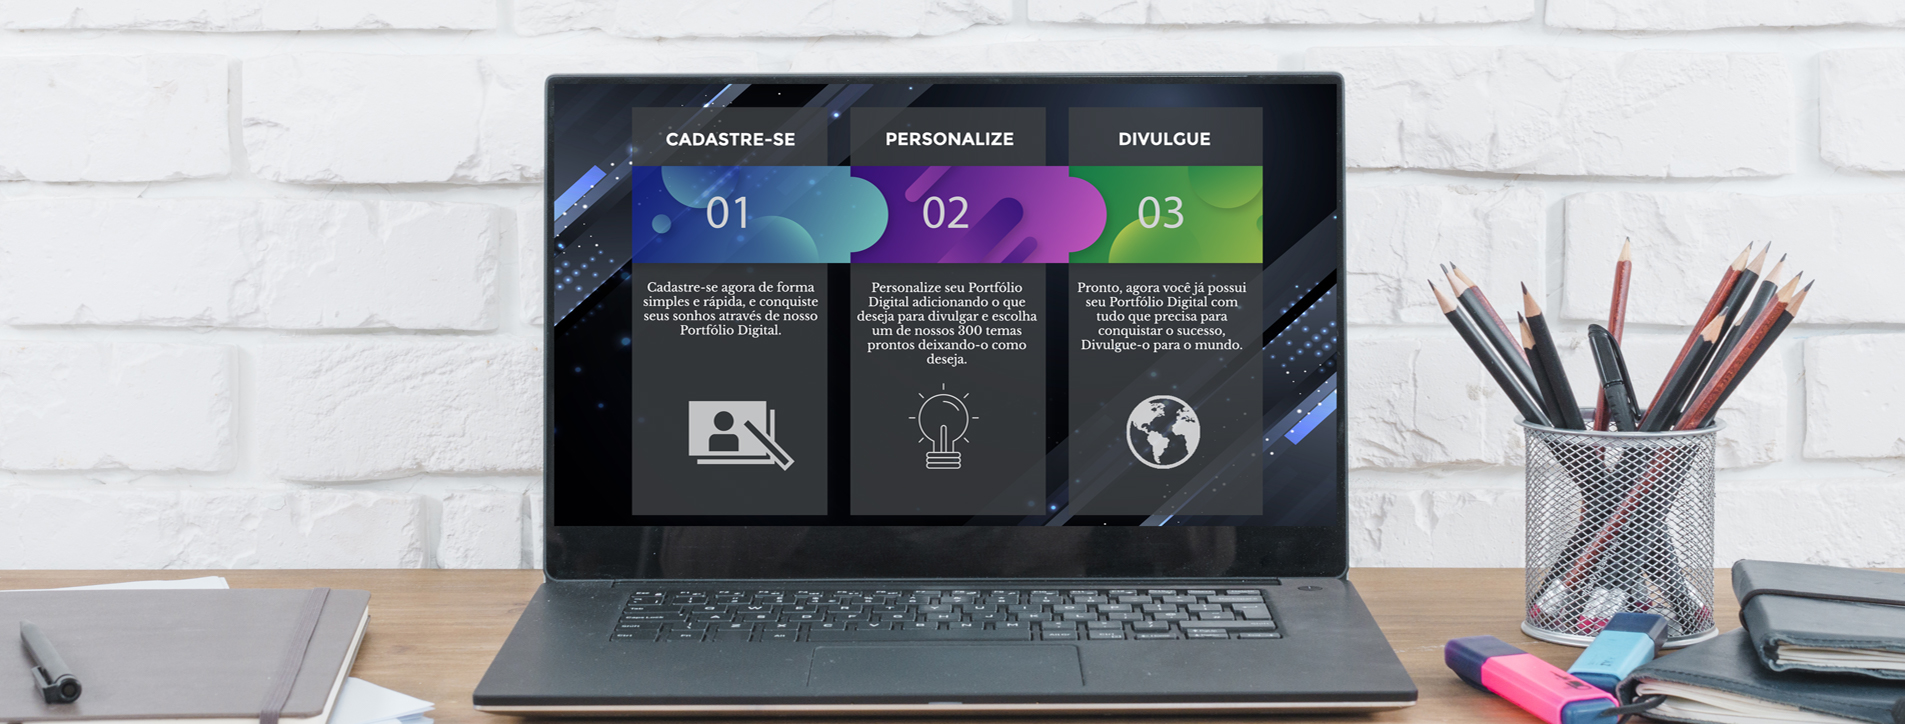 CADASTRE-SE
01
Cadastre-se agora de forma
simples e rápida, e conquiste
seus sonhos através de nosso
Portfólio Digital.
PERSONALIZE
02
Personalize seu Portfólio
Digital adicionando o que
deseja para divulgar e escolha
um de nossos 300 temas
prontos deixando-o como
deseja.
DIVULGUE
03
Pronto, agora você já possui
seu Portfólio Digital com
tudo que precisa para
conquistar o sucesso,
Divulgue-o para o mundo.